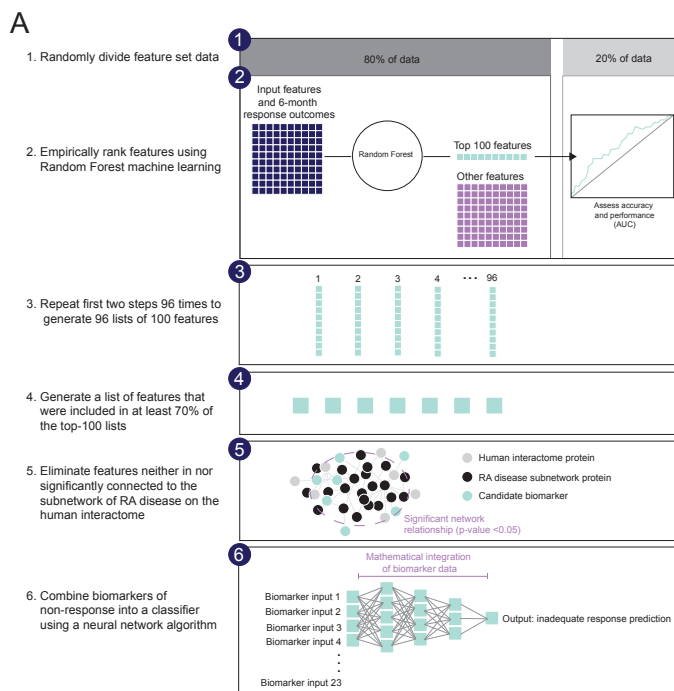 A
1. Randomly divide feature set data
1
80% of data
20% of data
2. Empirically rank features using
Random Forest machine learning
2
Input features
and 6-month
response outcomes
Random Forest
Top 100 features
Other features
Assess accuracy
and performance
(AUC)
3. Repeat first two steps 96 times to
generate 96 lists of 100 features
3
1 2 3 4 ··· 96
4. Generate a list of features that
were included in at least 70% of
the top-100 lists
4
5. Eliminate features neither in nor
significantly connected to the
subnetwork of RA disease on the
human interactome
5
Human interactome protein
RA disease subnetwork protein
Candidate biomarker
Significant network
relationship (p-value <0.05)
6. Combine biomarkers of
non-response into a classifier
using a neural network algorithm
6
Mathematical integration
of biomarker data
Biomarker input 1
Biomarker input 2
Biomarker input 3
Biomarker input 4
Biomarker input 23
Output: inadequate response prediction